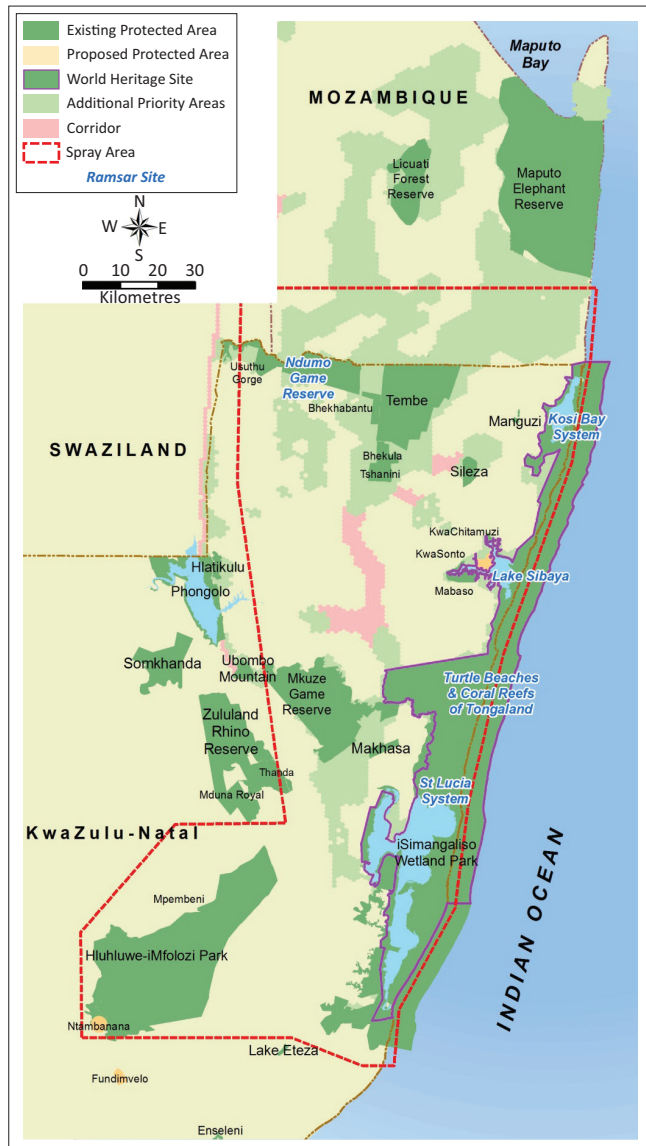 Existing Protected Area
Proposed Protected Area
World Heritage Site
Additional Priority Areas
Corridor
Spray Area
Ramsar Site
N
W E
S
0 10 20 30
Kilometres
Maputo
Bay
MOZAMBIQUE
Licuati
Forest
Reserve
Maputo
Elephant
Reserve
Usuthu
Gorge
Ndumo
Game
Reserve
Bhekhabantu
Tembe
Manguzi
Kosi Bay
System
SWAZILAND
Bhekula
Tshanini
Sileza
KwaChitamuzi
KwaSonto
Lake Sibaya
Mabaso
Hlatikulu
Phongolo
Somkhanda
Ubombo
Mountain
Mkuze
Game
Reserve
Turtle Beaches
& Coral Reefs
of Tongaland
Zululand
Rhino
Reserve
Makhasa
Thanda
Mduna Royal
St Lucia
System
KwaZulu-Natal
iSimangaliso
Wetland Park
Mpembeni
Hluhluwe-iMfolozi Park
INDIAN OCEAN
Ntambanana
Lake Eteza
Fundimvelo
Enseleni